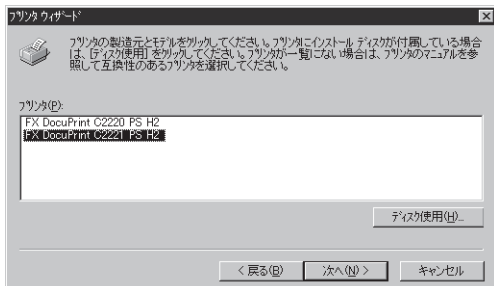 プリンタ ウィザード
プリンタの製造元とモデルをクリックしてください。プリンタにインストール ディスクが付属している場合
は、[ディスク使用] をクリックしてください。プリンタが一覧にない場合は、プリンタのマニュアルを参
照して互換性のあるプリンタを選択してください。
プリンタ(P):
FX DocuPrint C2220 PS H2
FX DocuPrint C2221 PS H2
ディスク使用(H)...
< 戻る(B)
次へ(N) >
キャンセル